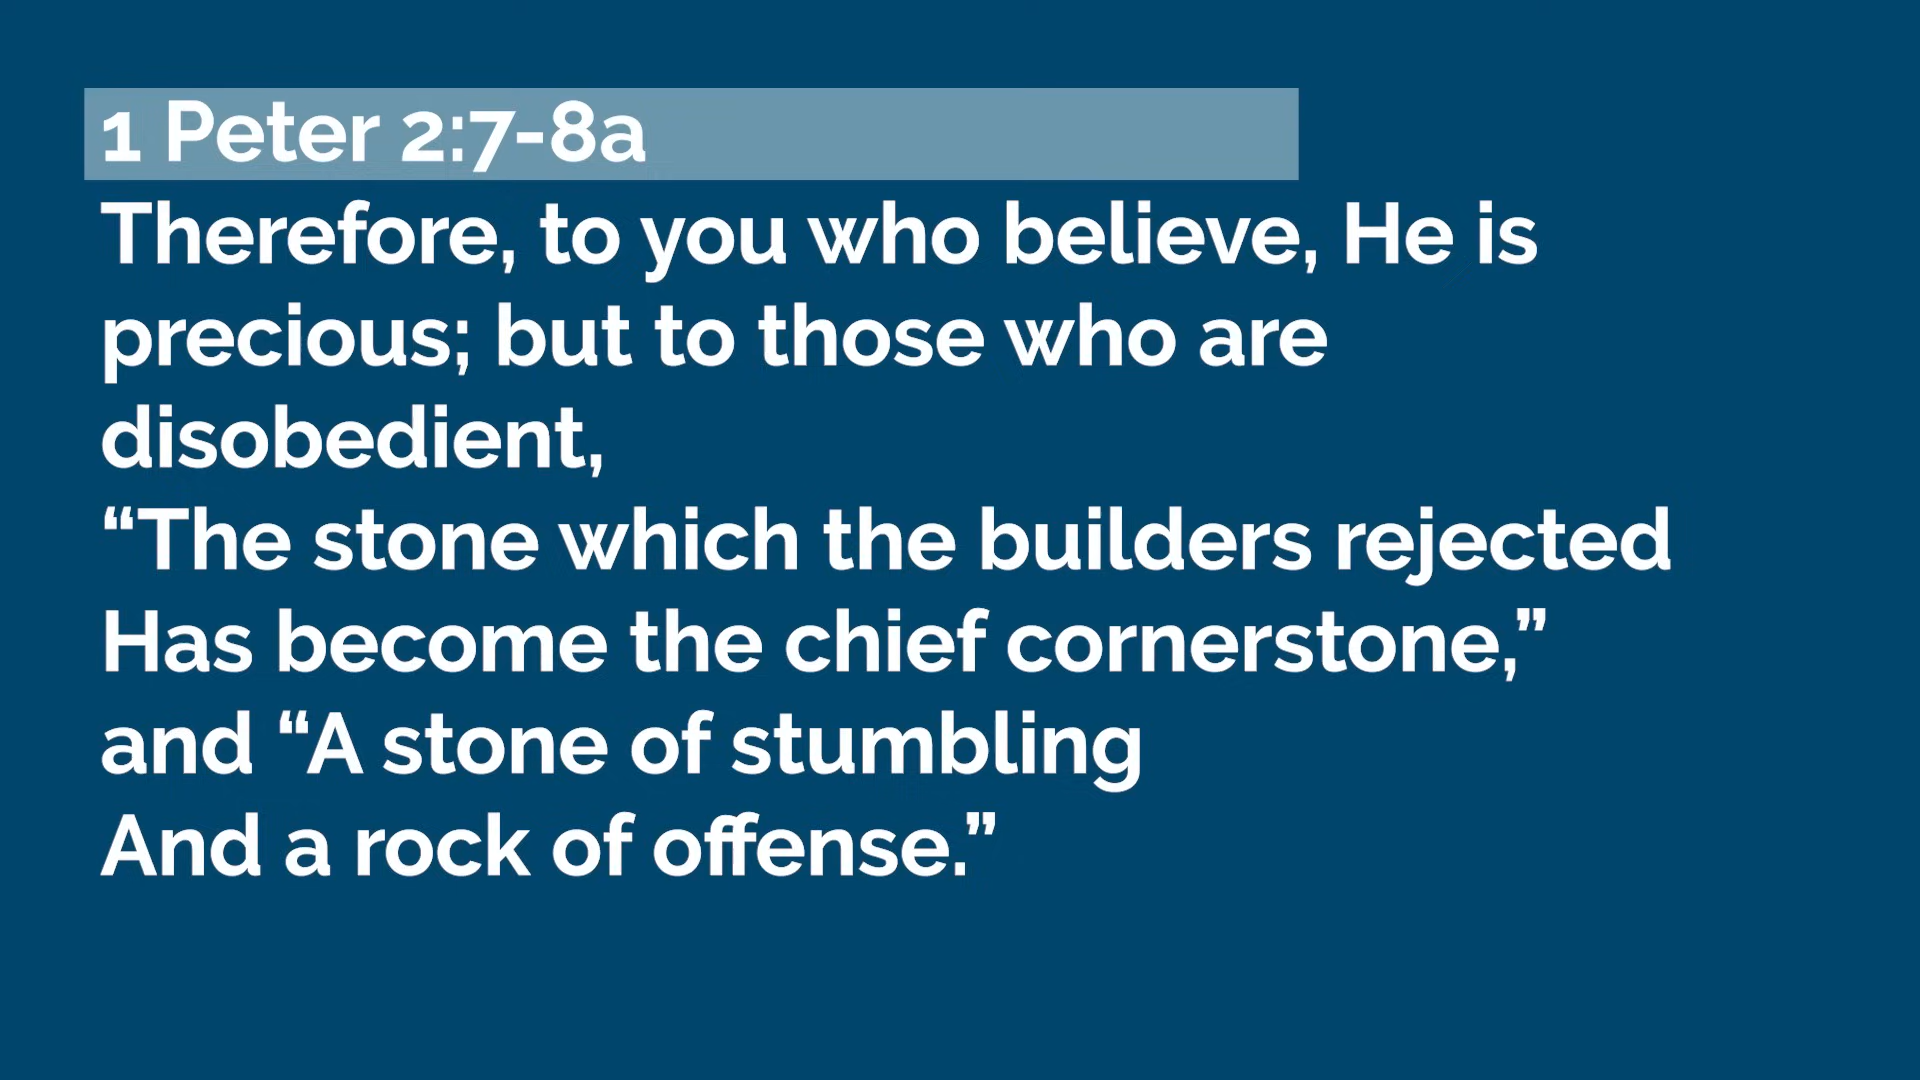 1 Peter 2:7-8a
Therefore, to you who believe, He is
precious; but to those who are
disobedient,
“The stone which the builders rejected
Has become the chief cornerstone,”
and “A stone of stumbling
And a rock of offense.”